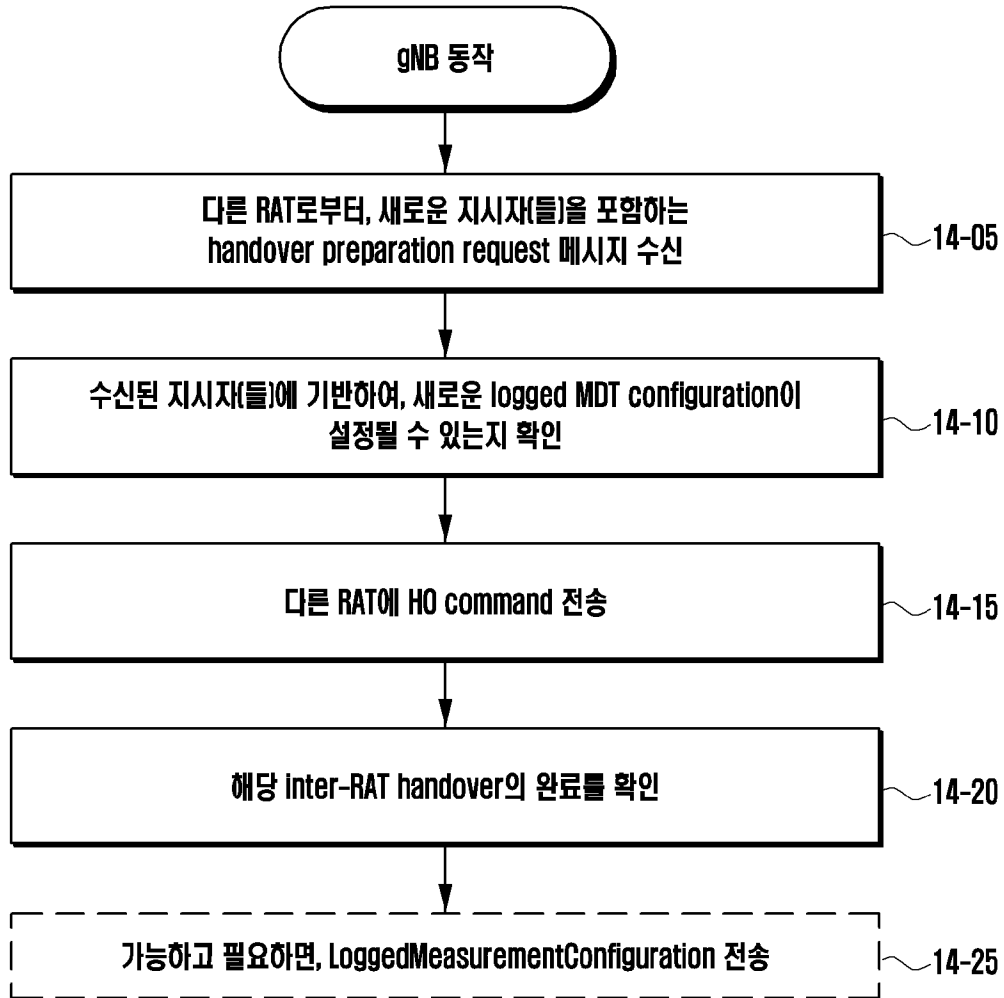 gNB 동작
다른 RAT로부터, 새로운 지시자(들)을 포함하는
handover preparation request 메시지 수신
14-05
수신된 지시자(들)에 기반하여, 새로운 logged MDT configuration이
설정될 수 있는지 확인
14-10
다른 RAT에 HO command 전송
14-15
해당 inter-RAT handover의 완료를 확인
14-20
가능하고 필요하면, LoggedMeasurementConfiguration 전송
14-25